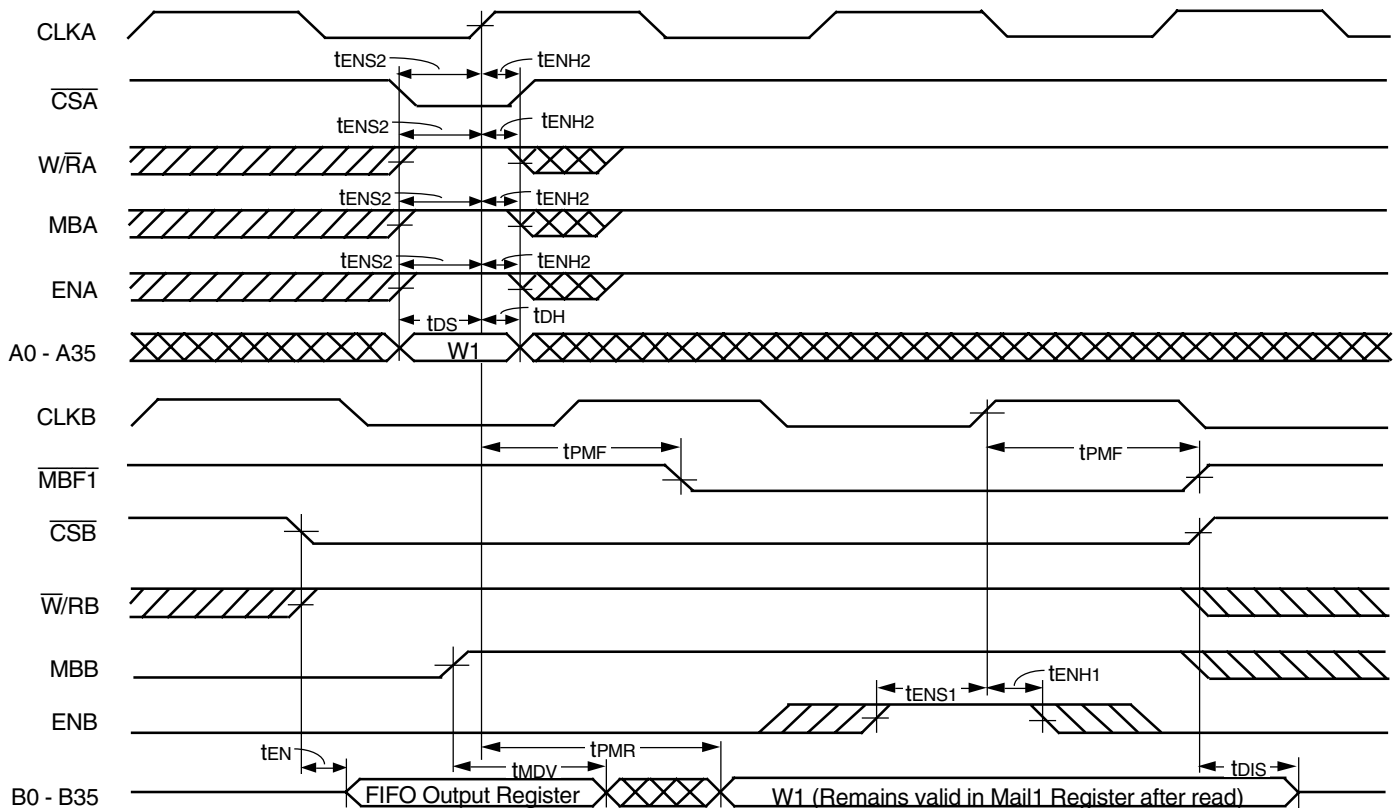 CLKA
tENS2 tENH2
CSA
tENS2 tENH2
W/RA
tENS2 tENH2
MBA
tENS2 tENH2
ENA
tDS tDH
A0 - A35 W1
CLKB
tPMF tPMF
MBF1
CSB
W/RB
MBB
tENS1 tENH1
ENB
tEN tPMR
tMDV tDIS
B0 - B35 FIFO Output Register W1 (Remains valid in Mail1 Register after read)